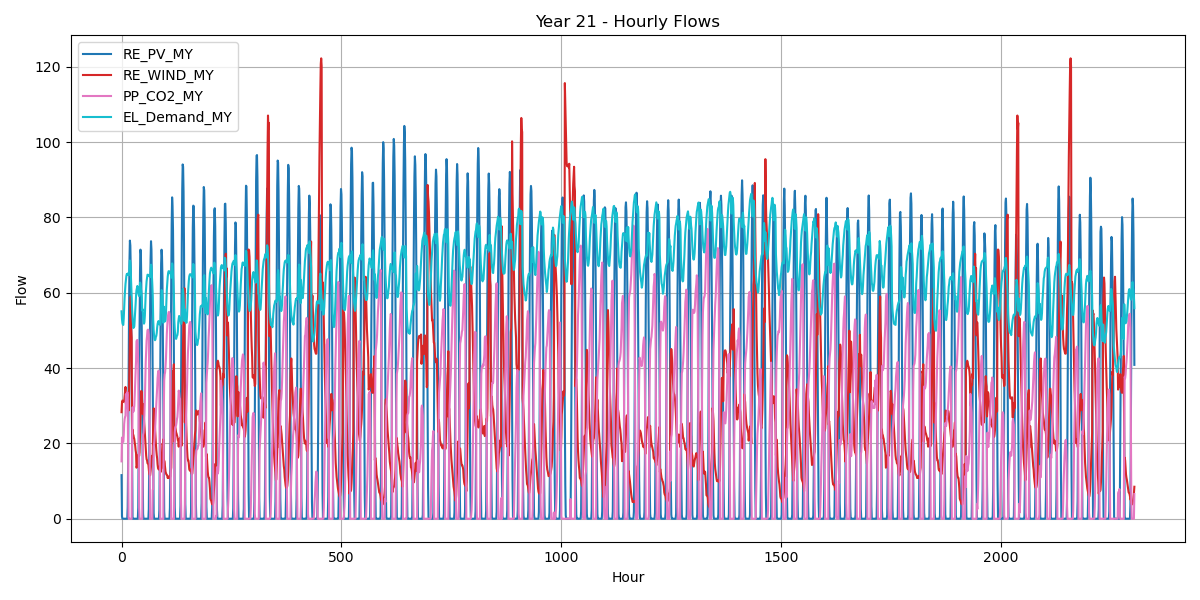 Year 21 - Hourly Flows
RE_PV_MY
RE_WIND_MY
PP_CO2_MY
EL_Demand_MY
Flow
120
100
80
60
40
20
0
0 500 1000 1500 2000
Hour